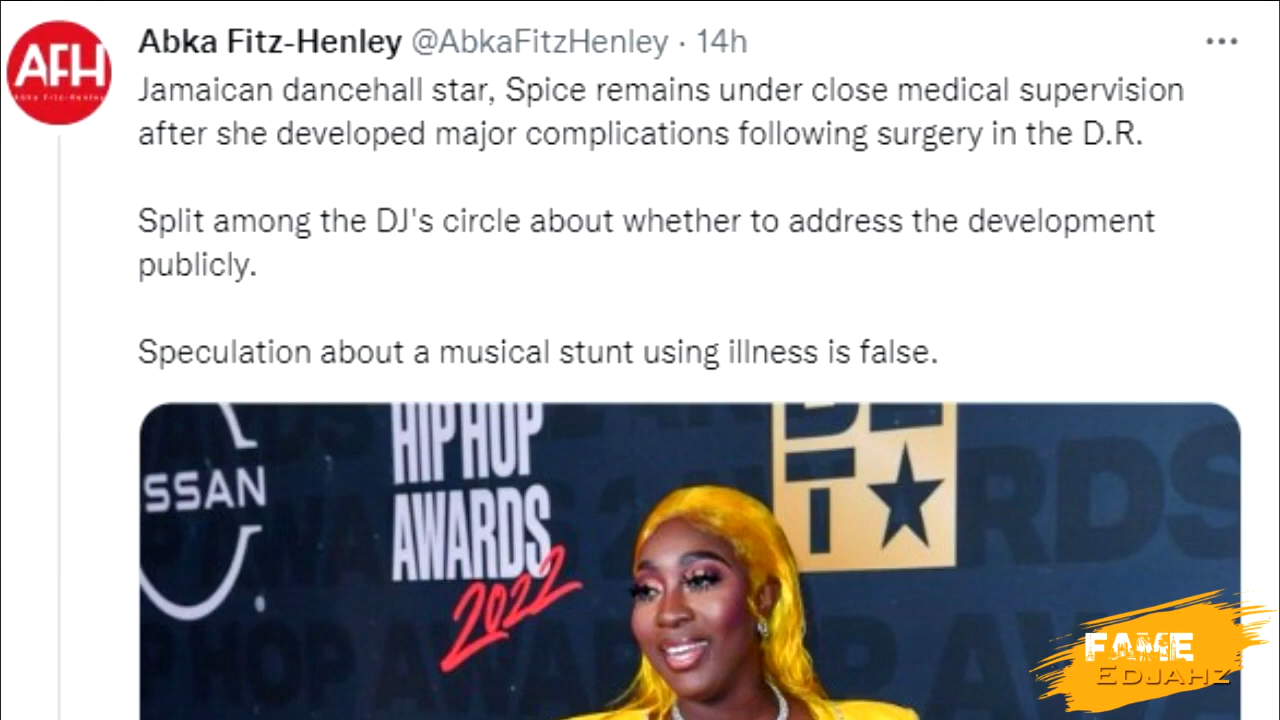 AFH
Abka Fitz-Henley
Abka Fitz-Henley @AbkaFitzHenley · 14h
Jamaican dancehall star, Spice remains under close medical supervision
after she developed major complications following surgery in the D.R.
Split among the DJ's circle about whether to address the development
publicly.
Speculation about a musical stunt using illness is false.
SSAN
HIP HOP
AWARDS
2022
BET
RDS
FAME
EDJAHZ